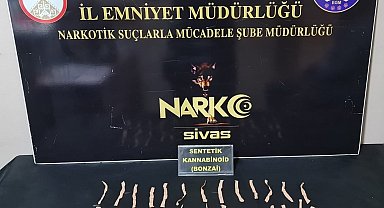 İL EMNİYET MÜDÜRLÜĞÜ
NARKOTİK SUÇLARLA MÜCADELE ŞUBE MÜDÜRLÜĞÜ
NARKO
sivas
SENTETİK
KANNABİNOİD
(BONZAİ)